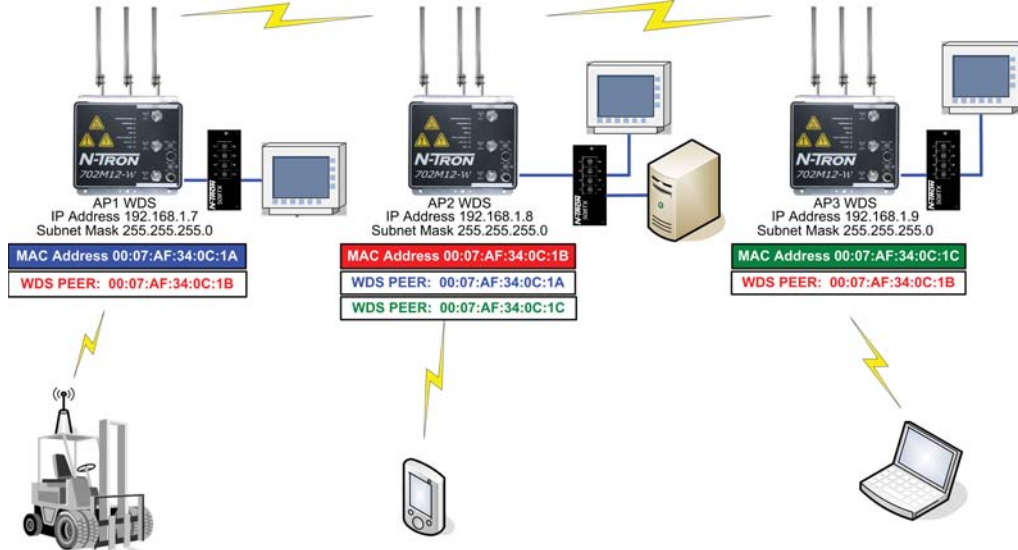 N-TRON
702M12-W
AP1 WDS
IP Address 192.168.1.7
Subnet Mask 255.255.255.0
MAC Address 00:07:AF:34:0C:1A
WDS PEER: 00:07:AF:34:0C:1B
N-TRON
702M12-W
N-TRON
508TX
AP2 WDS
IP Address 192.168.1.8
Subnet Mask 255.255.255.0
MAC Address 00:07:AF:34:0C:1B
WDS PEER: 00:07:AF:34:0C:1A
WDS PEER: 00:07:AF:34:0C:1C
N-TRON
702M12-W
N-TRON
508TX
AP3 WDS
IP Address 192.168.1.9
Subnet Mask 255.255.255.0
MAC Address 00:07:AF:34:0C:1C
WDS PEER: 00:07:AF:34:0C:1B